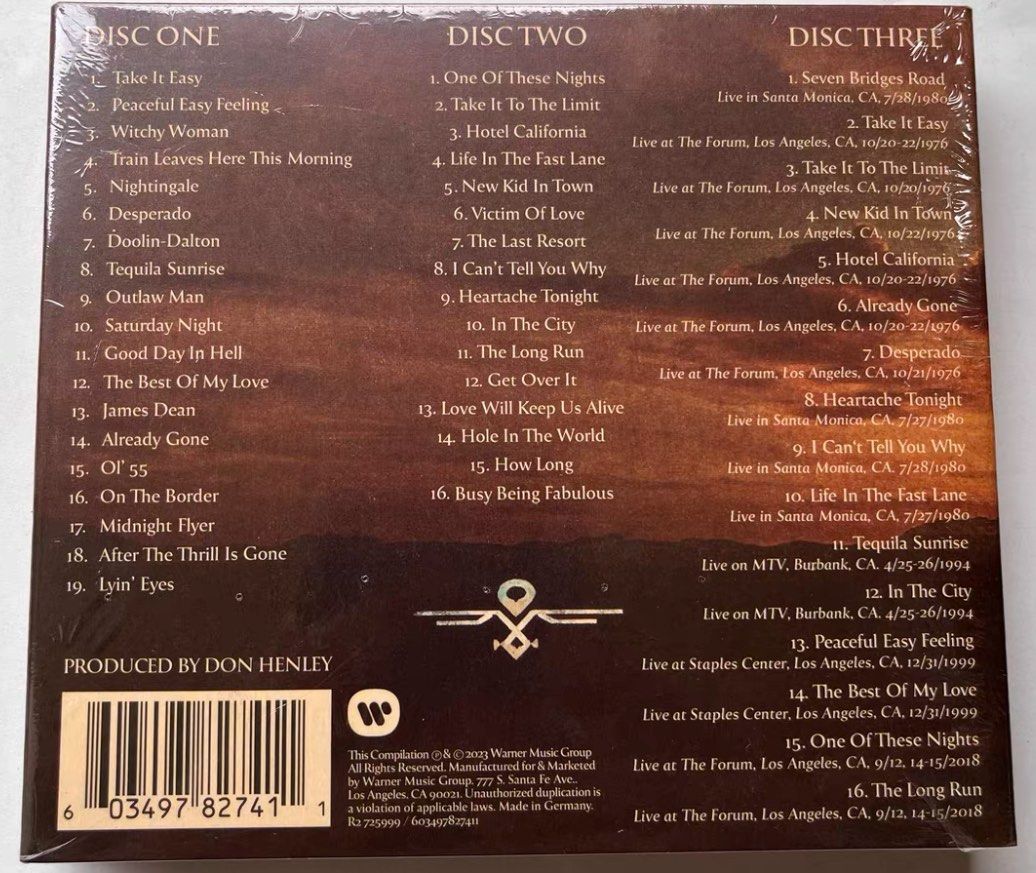 DISC ONE
1. Take It Easy
2. Peaceful Easy Feeling
3. Witchy Woman
4. Train Leaves Here This Morning
5. Nightingale
6. Desperado
7. Doolin-Dalton
8. Tequila Sunrise
9. Outlaw Man
10. Saturday Night
11. Good Day In Hell
12. The Best Of My Love
13. James Dean
14. Already Gone
15. Ol' 55
16. On The Border
17. Midnight Flyer
18. After The Thrill Is Gone
19. Lyin' Eyes
DISC TWO
1. One Of These Nights
2. Take It To The Limit
3. Hotel California
4. Life In The Fast Lane
5. New Kid In Town
6. Victim Of Love
7. The Last Resort
8. I Can't Tell You Why
9. Heartache Tonight
10. In The City
11. The Long Run
12. Get Over It
13. Love Will Keep Us Alive
14. Hole In The World
15. How Long
16. Busy Being Fabulous
DISC THREE
1. Seven Bridges Road
Live in Santa Monica, CA, 7/28/1980
2. Take It Easy
Live at The Forum, Los Angeles, CA, 10/20-22/1976
3. Take It To The Limit
Live at The Forum, Los Angeles, CA, 10/20/1976
4. New Kid In Town
Live at The Forum, Los Angeles, CA, 10/22/1976
5. Hotel California
Live at The Forum, Los Angeles, CA, 10/20-22/1976
6. Already Gone
Live at The Forum, Los Angeles, CA, 10/20-22/1976
7. Desperado
Live at The Forum, Los Angeles, CA, 10/21/1976
8. Heartache Tonight
Live in Santa Monica, CA. 7/27/1980
9. I Can't Tell You Why
Live in Santa Monica, CA. 7/28/1980
10. Life In The Fast Lane
Live in Santa Monica, CA, 7/27/1980
11. Tequila Sunrise
Live on MTV, Burbank, CA. 4/25-26/1994
12. In The City
Live on MTV, Burbank, CA. 4/25-26/1994
13. Peaceful Easy Feeling
Live at Staples Center, Los Angeles, CA, 12/31/1999
14. The Best Of My Love
Live at Staples Center, Los Angeles, CA, 12/31/1999
15. One Of These Nights
Live at The Forum, Los Angeles, CA, 9/12, 14-15/2018
16. The Long Run
Live at The Forum, Los Angeles, CA, 9/12, 14-15/2018
PRODUCED BY DON HENLEY
6 03497 82741 1
This Compilation ℗ & © 2023 Warner Music Group
All Rights Reserved. Manufactured for & Marketed
by Warner Music Group, 777 S. Santa Fe Ave..
Los Angeles. CA 90021. Unauthorized duplication is
a violation of applicable laws. Made in Germany.
R2 725999 / 603497827411